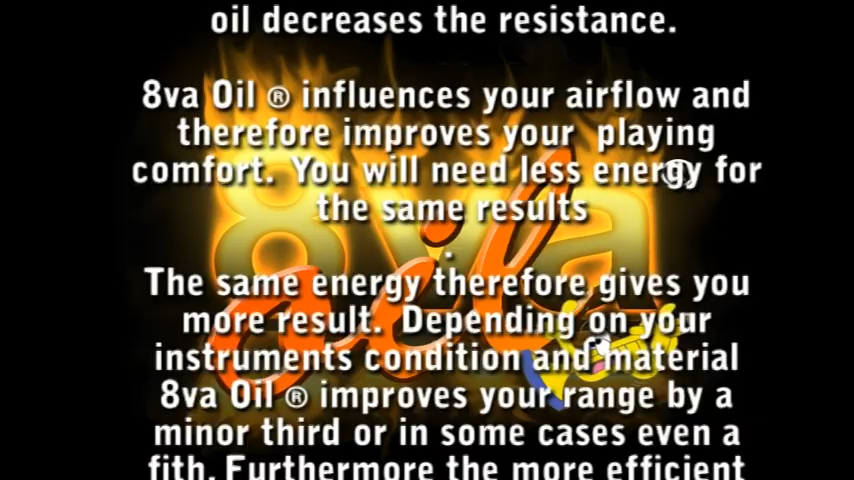 oil decreases the resistance.
8va Oil ® influences your airflow and
therefore improves your playing
comfort. You will need less energy for
the same results
.
The same energy therefore gives you
more result. Depending on your
instruments condition and material
8va Oil ® improves your range by a
minor third or in some cases even a
fith. Furthermore the more efficient
8va
oil